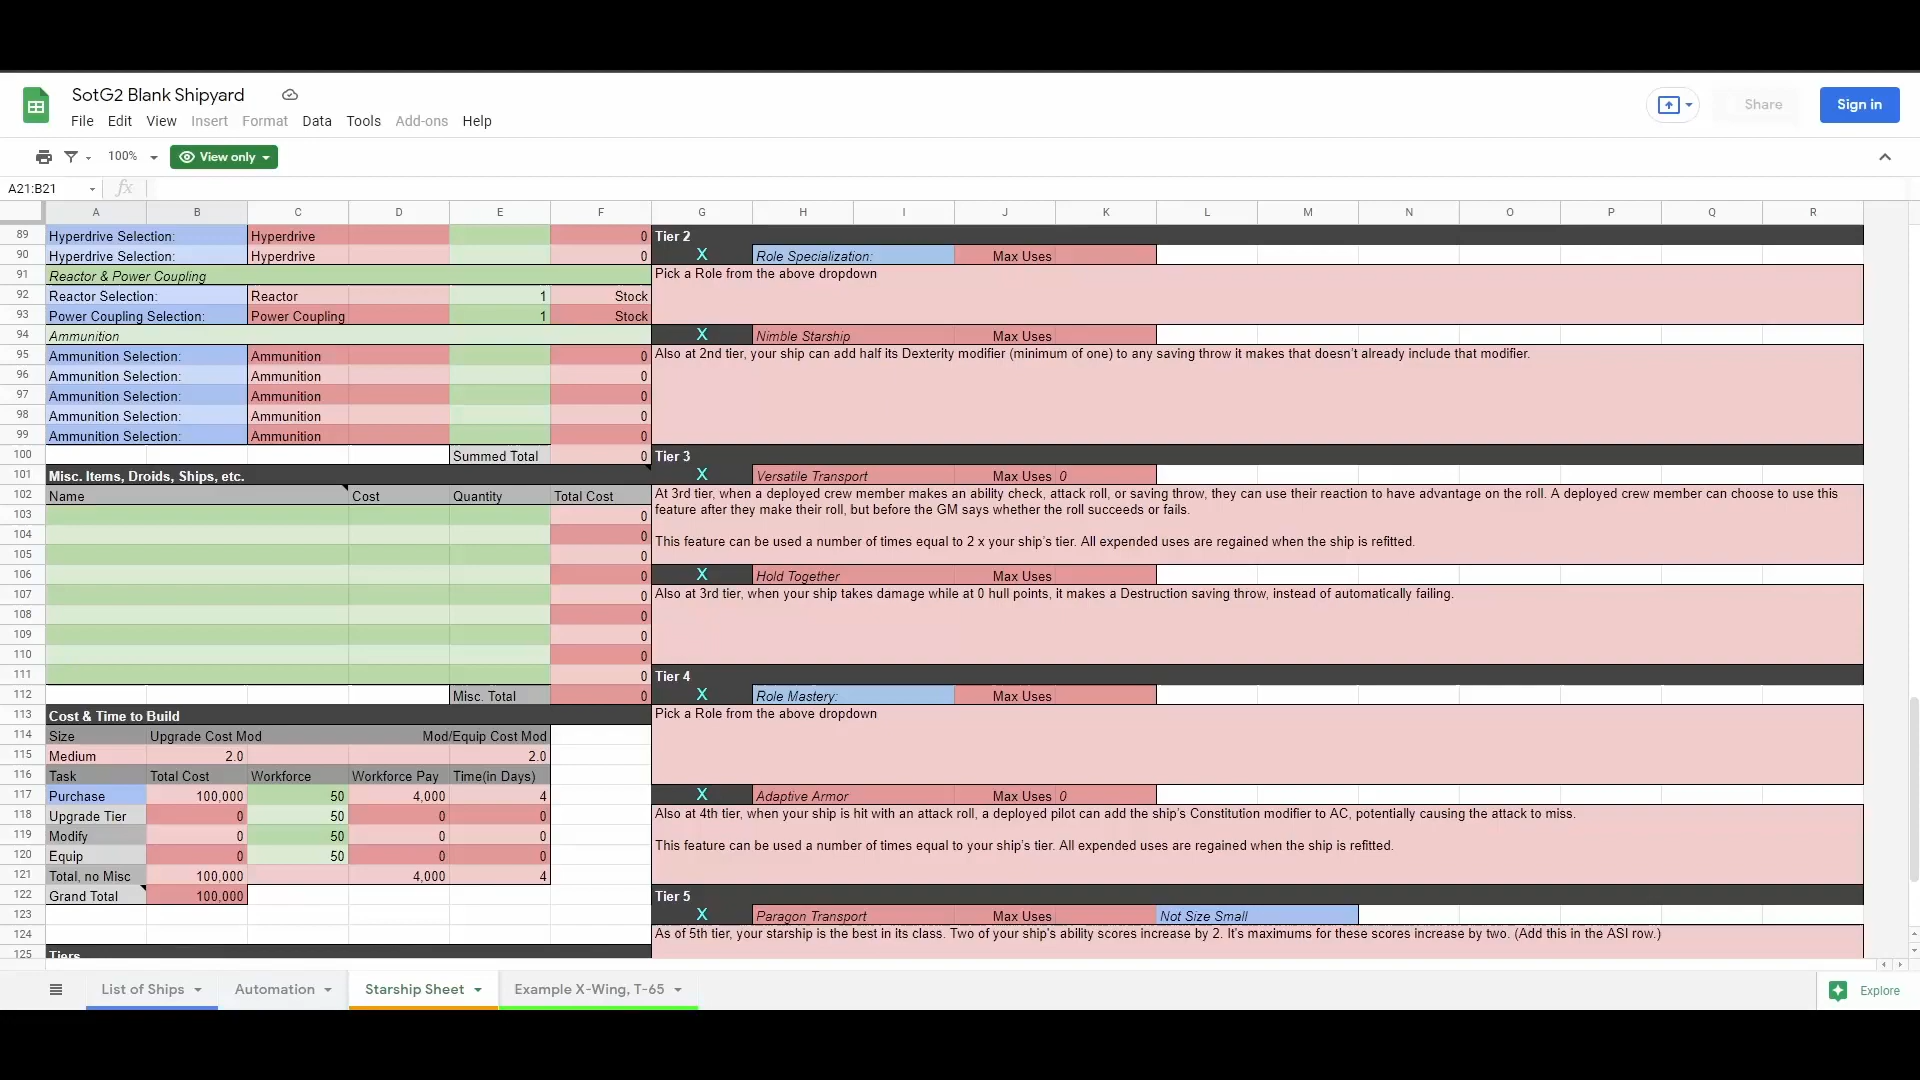 SotG2 Blank Shipyard
File Edit View Insert Format Data Tools Add-ons Help
Share
Sign in
100%
View only
A21:B21
fx
A B C D E F G H I J K L M N O P Q R
89 Hyperdrive Selection: Hyperdrive 0 Tier 2
90 Hyperdrive Selection: Hyperdrive 0 X Role Specialization: Max Uses
91 Reactor & Power Coupling Pick a Role from the above dropdown
92 Reactor Selection: Reactor 1 Stock
93 Power Coupling Selection: Power Coupling 1 Stock
94 Ammunition X Nimble Starship Max Uses
95 Ammunition Selection: Ammunition 0 Also at 2nd tier, your ship can add half its Dexterity modifier (minimum of one) to any saving throw it makes that doesn't already include that modifier.
96 Ammunition Selection: Ammunition 0
97 Ammunition Selection: Ammunition 0
98 Ammunition Selection: Ammunition 0
99 Ammunition Selection: Ammunition 0
100 Summed Total 0 Tier 3
101 Misc. Items, Droids, Ships, etc. X Versatile Transport Max Uses 0
102 Name Cost Quantity Total Cost At 3rd tier, when a deployed crew member makes an ability check, attack roll, or saving throw, they can use their reaction to have advantage on the roll. A deployed crew member can choose to use this
103 0 feature after they make their roll, but before the GM says whether the roll succeeds or fails.
104 0
105 0 This feature can be used a number of times equal to 2 x your ship's tier. All expended uses are regained when the ship is refitted.
106 0 X Hold Together Max Uses
107 0 Also at 3rd tier, when your ship takes damage while at 0 hull points, it makes a Destruction saving throw, instead of automatically failing.
108 0
109 0
110 0
111 0 Tier 4
112 Misc. Total 0 X Role Mastery: Max Uses
113 Cost & Time to Build Pick a Role from the above dropdown
114 Size Upgrade Cost Mod Mod/Equip Cost Mod
115 Medium 2.0 2.0
116 Task Total Cost Workforce Workforce Pay Time(in Days)
117 Purchase 100,000 50 4,000 4 X Adaptive Armor Max Uses 0
118 Upgrade Tier 0 50 0 0 Also at 4th tier, when your ship is hit with an attack roll, a deployed pilot can add the ship's Constitution modifier to AC, potentially causing the attack to miss.
119 Modify 0 50 0 0
120 Equip 0 50 0 0 This feature can be used a number of times equal to your ship's tier. All expended uses are regained when the ship is refitted.
121 Total, no Misc 100,000 4,000 4
122 Grand Total 100,000 Tier 5
123 X Paragon Transport Max Uses Not Size Small
124 As of 5th tier, your starship is the best in its class. Two of your ship's ability scores increase by 2. It's maximums for these scores increase by two. (Add this in the ASI row.)
125 Tiers
List of Ships Automation Starship Sheet Example X-Wing, T-65 Explore